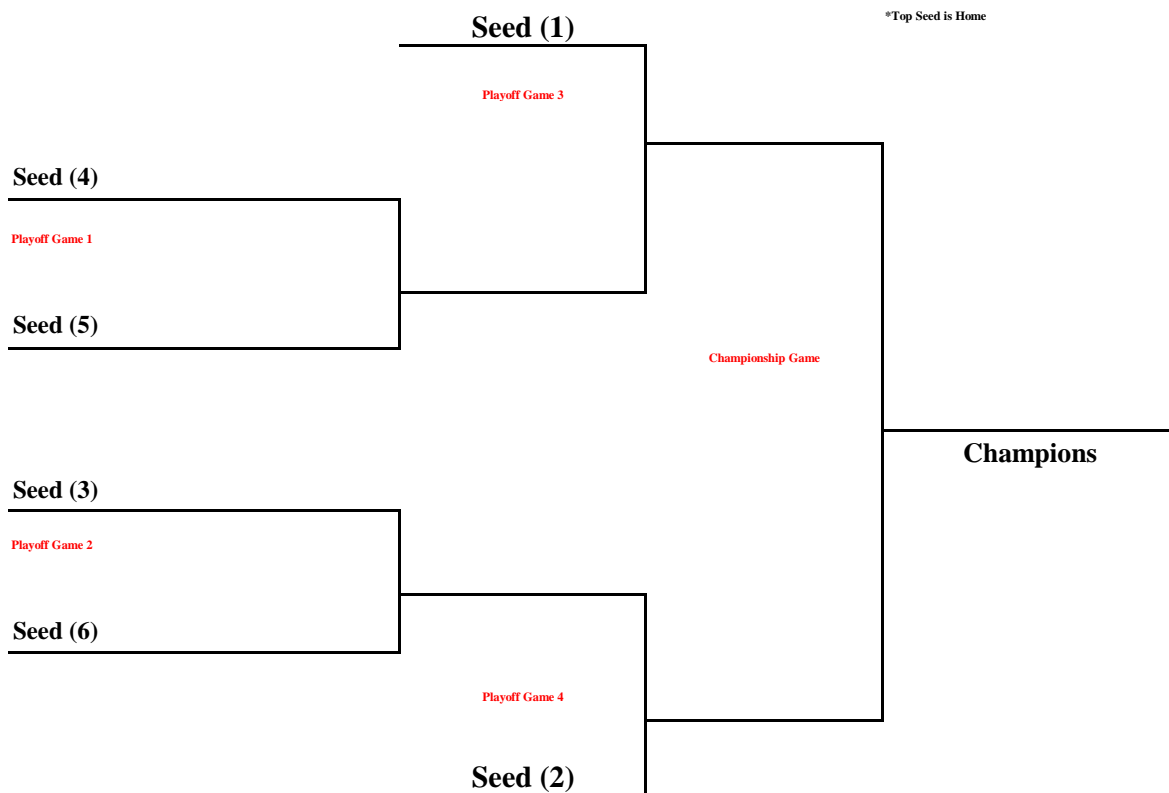 *Top Seed is Home
Seed (1)
Playoff Game 3
Seed (4)
Playoff Game 1
Seed (5)
Championship Game
Champions
Seed (3)
Playoff Game 2
Seed (6)
Playoff Game 4
Seed (2)